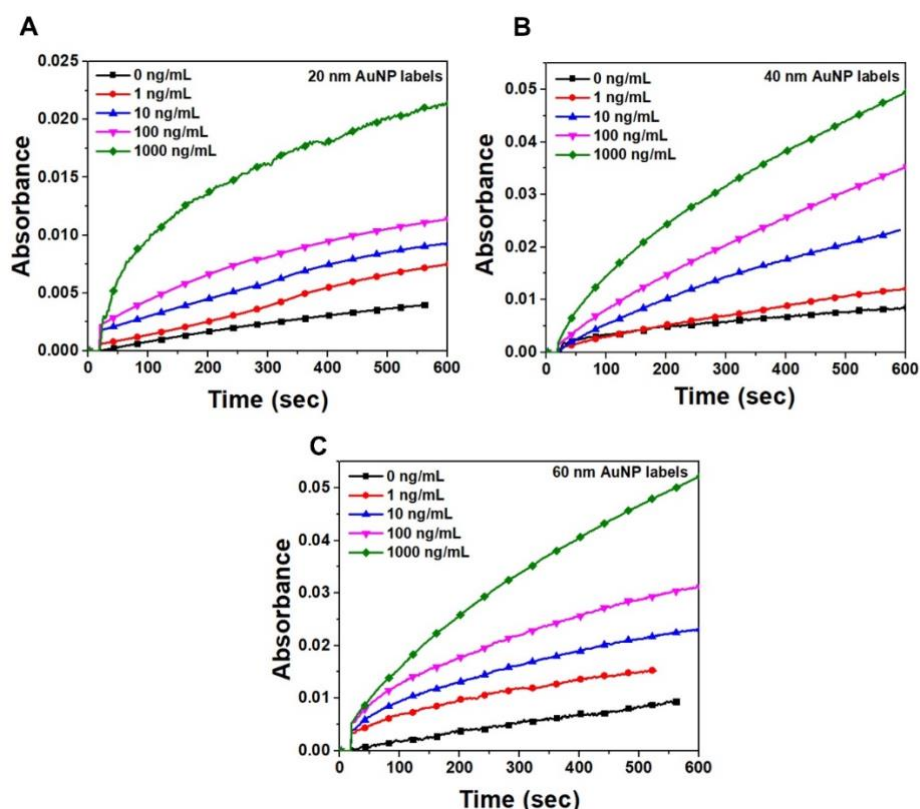 A
0.025
0.020
0.015
0.010
0.005
0.000
Absorbance
0 ng/mL
1 ng/mL
10 ng/mL
100 ng/mL
1000 ng/mL
20 nm AuNP labels
0 100 200 300 400 500 600
Time (sec)
B
0.05
0.04
0.03
0.02
0.01
0.00
Absorbance
0 ng/mL
1 ng/mL
10 ng/mL
100 ng/mL
1000 ng/mL
40 nm AuNP labels
0 100 200 300 400 500 600
Time (sec)
C
0.05
0.04
0.03
0.02
0.01
0.00
Absorbance
0 ng/mL
1 ng/mL
10 ng/mL
100 ng/mL
1000 ng/mL
60 nm AuNP labels
0 100 200 300 400 500 600
Time (sec)